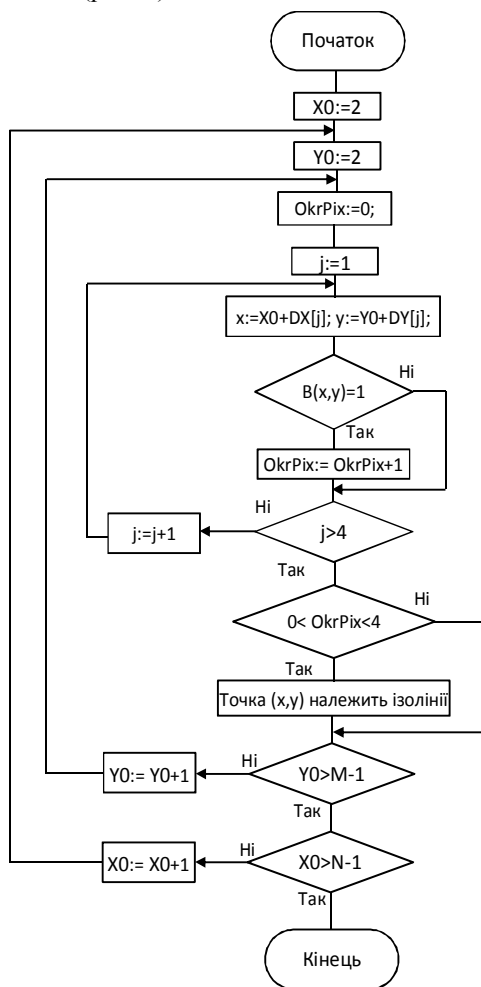 Початок
X0:=2
Y0:=2
OkrPix:=0;
j:=1
x:=X0+DX[j]; y:=Y0+DY[j];
Ні
B(x,y)=1
Так
OkrPix:= OkrPix+1
Ні
j:=j+1
j>4
Так
Ні
0< OkrPix<4
Так
Точка (x,y) належить ізолінії
Ні
Y0:= Y0+1
Y0>M-1
Так
Ні
X0:= X0+1
X0>N-1
Так
Кінець